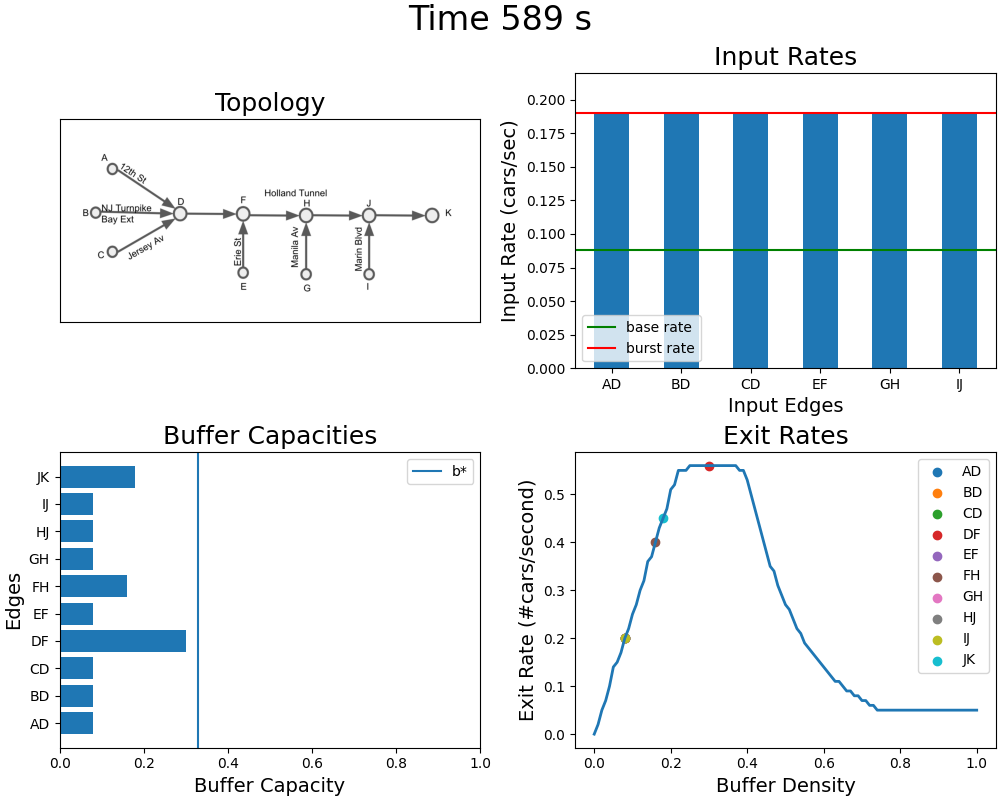 Time 589 s
Topology
A
12th St
B
NJ Turnpike
Bay Ext
C
Jersey Av
D
F
Holland Tunnel
H
J
K
Erie St
Manila Av
Marin Blvd
E
G
I
Input Rates
Input Rate (cars/sec)
0.200
0.175
0.150
0.125
0.100
0.075
0.050
0.025
0.000
base rate
burst rate
AD BD CD EF GH IJ
Input Edges
Buffer Capacities
Edges
JK
IJ
HJ
GH
FH
EF
DF
CD
BD
AD
b*
0.0 0.2 0.4 0.6 0.8 1.0
Buffer Capacity
Exit Rates
Exit Rate (#cars/second)
0.5
0.4
0.3
0.2
0.1
0.0
AD
BD
CD
DF
EF
FH
GH
HJ
IJ
JK
0.0 0.2 0.4 0.6 0.8 1.0
Buffer Density